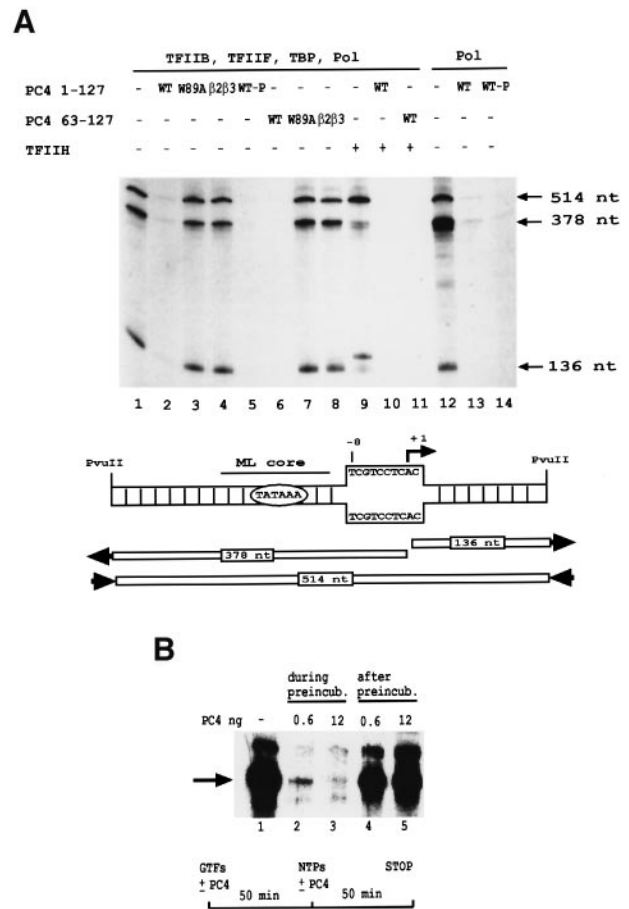 A
TFIIB, TFIIF, TBP, Pol Pol
PC4 1-127 - WT W89A β2β3 WT-P - - - - WT - - WT WT-P
PC4 63-127 - - - - - WT W89A β2β3 - - WT - - -
TFIIH - - - - - - - - + + + - - -
514 nt
378 nt
136 nt
1 2 3 4 5 6 7 8 9 10 11 12 13 14
PvuII ML core -8 +1 PvuII
TCGTCCTCAC
TATAAA
TCGTCCTCAC
378 nt 136 nt
514 nt
B
during preincub. after preincub.
PC4 ng - 0.6 12 0.6 12
1 2 3 4 5
GTFs NTPs STOP
± PC4 ± PC4
50 min 50 min